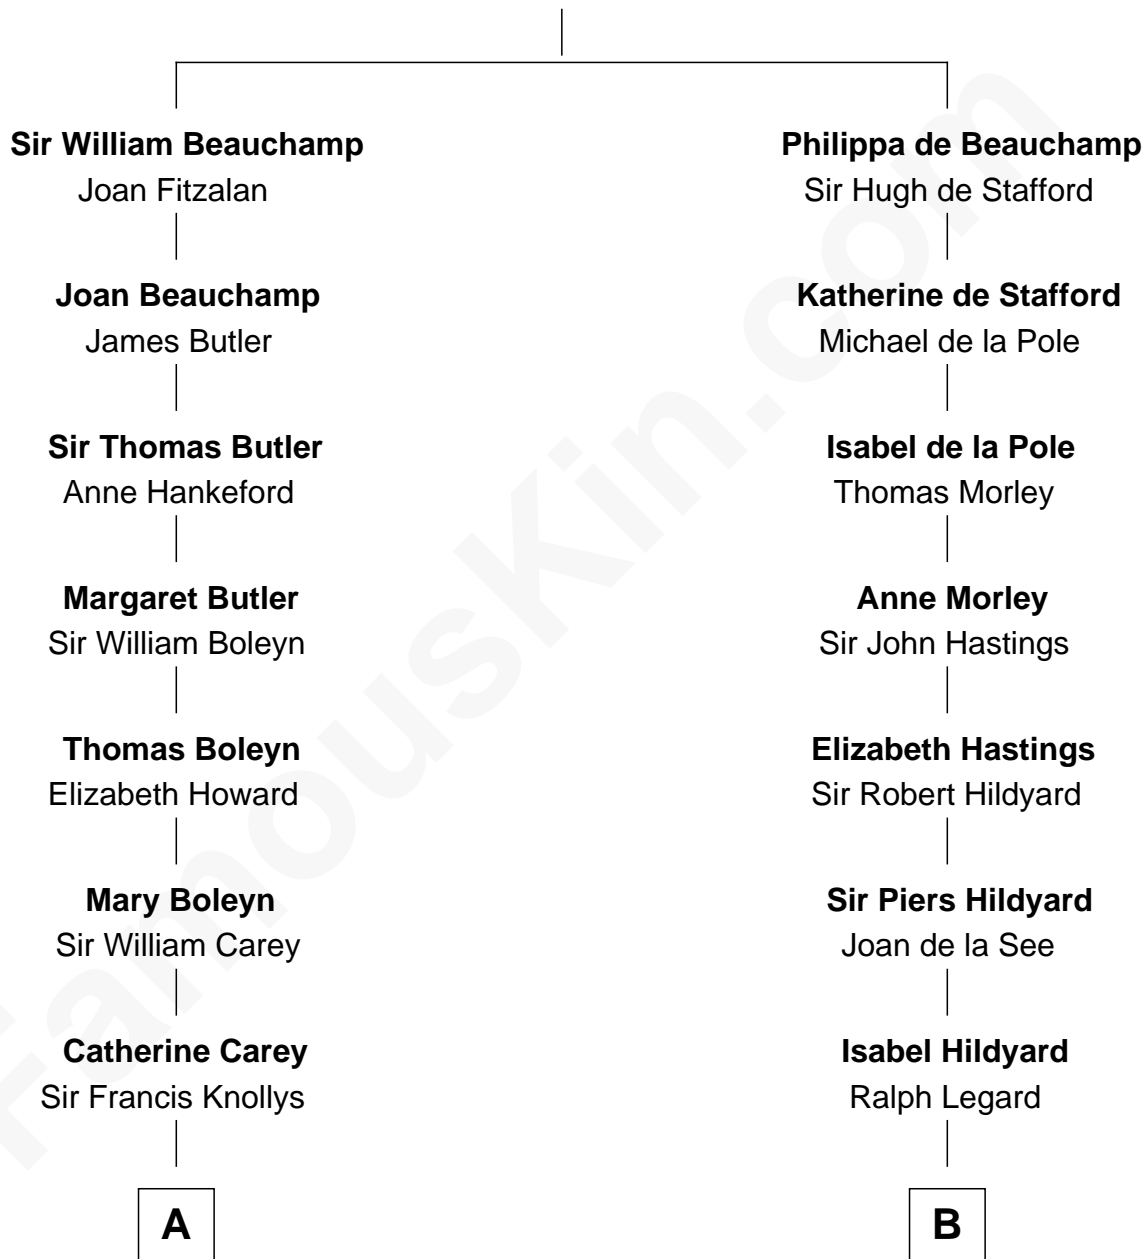 Sir William Beauchamp
Joan Fitzalan
Joan Beauchamp
James Butler
Sir Thomas Butler
Anne Hankeford
Margaret Butler
Sir William Boleyn
Thomas Boleyn
Elizabeth Howard
Mary Boleyn
Sir William Carey
Catherine Carey
Sir Francis Knollys
A
Philippa de Beauchamp
Sir Hugh de Stafford
Katherine de Stafford
Michael de la Pole
Isabel de la Pole
Thomas Morley
Anne Morley
Sir John Hastings
Elizabeth Hastings
Sir Robert Hildyard
Sir Piers Hildyard
Joan de la See
Isabel Hildyard
Ralph Legard
B
FamousKin.com